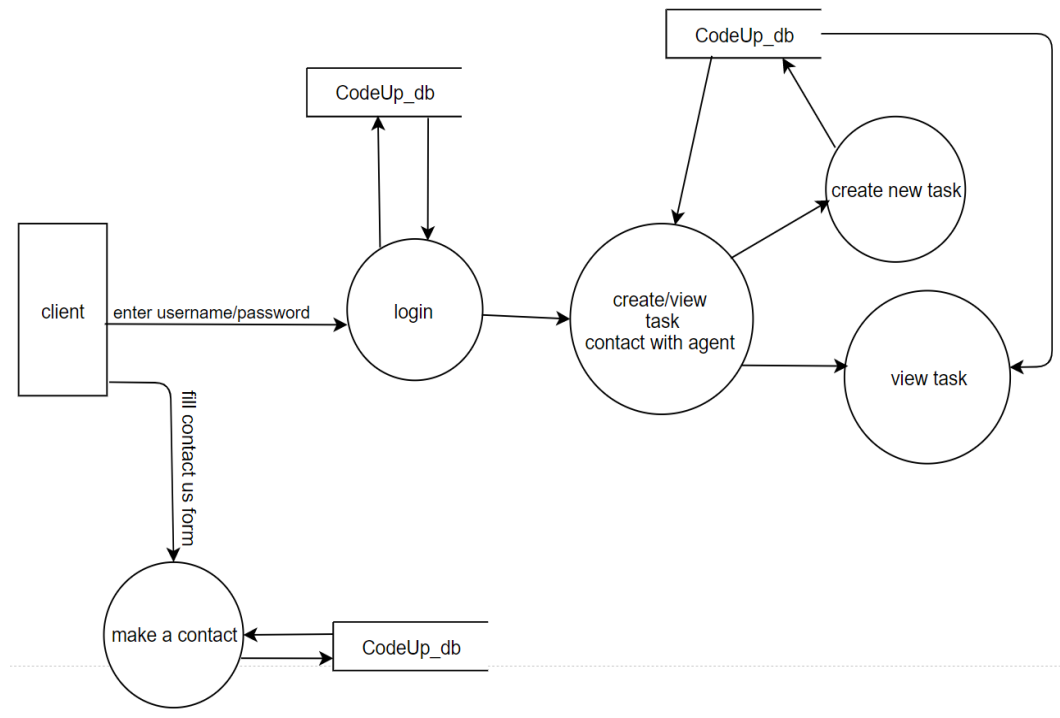 CodeUp_db
CodeUp_db
create new task
client
enter username/password
login
create/view
task
contact with agent
view task
fill contact us form
make a contact
CodeUp_db